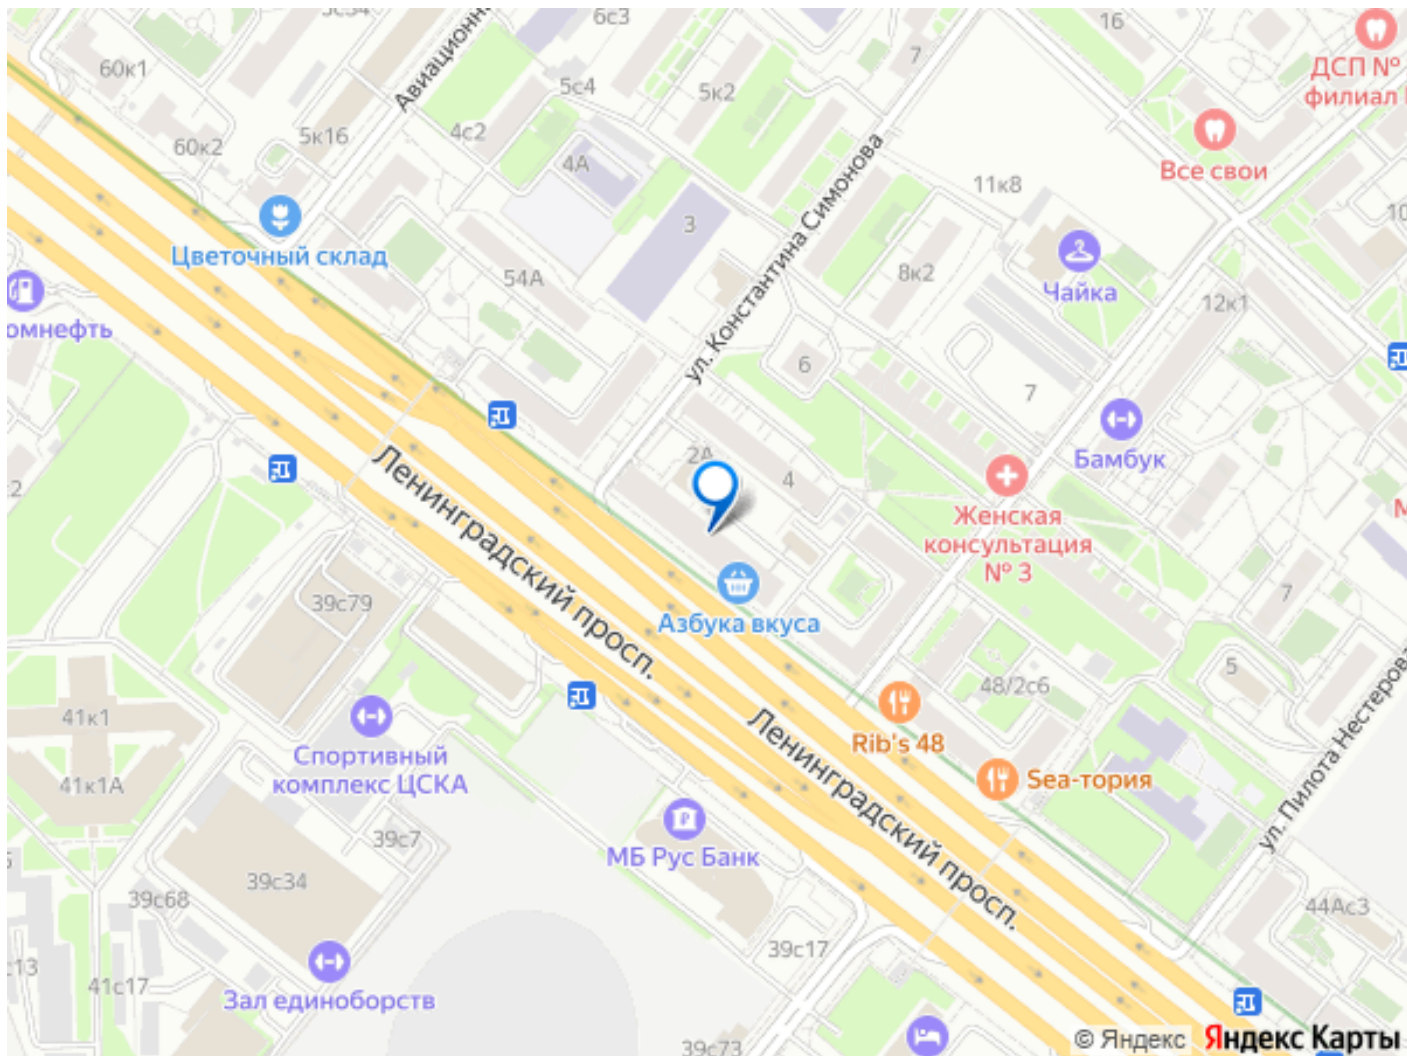 6с3
16
60к1
Авиационн
5с4
5к2
7
ДСП №
филиал
60к2
5к16
4с2
4А
Все свои
3
11к8
Цветочный склад
54А
ул. Константина Симонова
8к2
Чайка
12к1
омнефть
6
7
Бамбук
2А
4
Женская
консультация
№ 3
Ленинградский просп.
39с79
Азбука вкуса
7
5
48/2с6
41к1
Спортивный
комплекс ЦСКА
41к1А
Rib's 48
Sea-тория
Ленинградский просп.
ул. Пилота Нестеров
39с7
МБ Рус Банк
39с34
39с68
44Ас3
39с17
41с17
Зал единоборств
39с73
© Яндекс Яндекс Карты